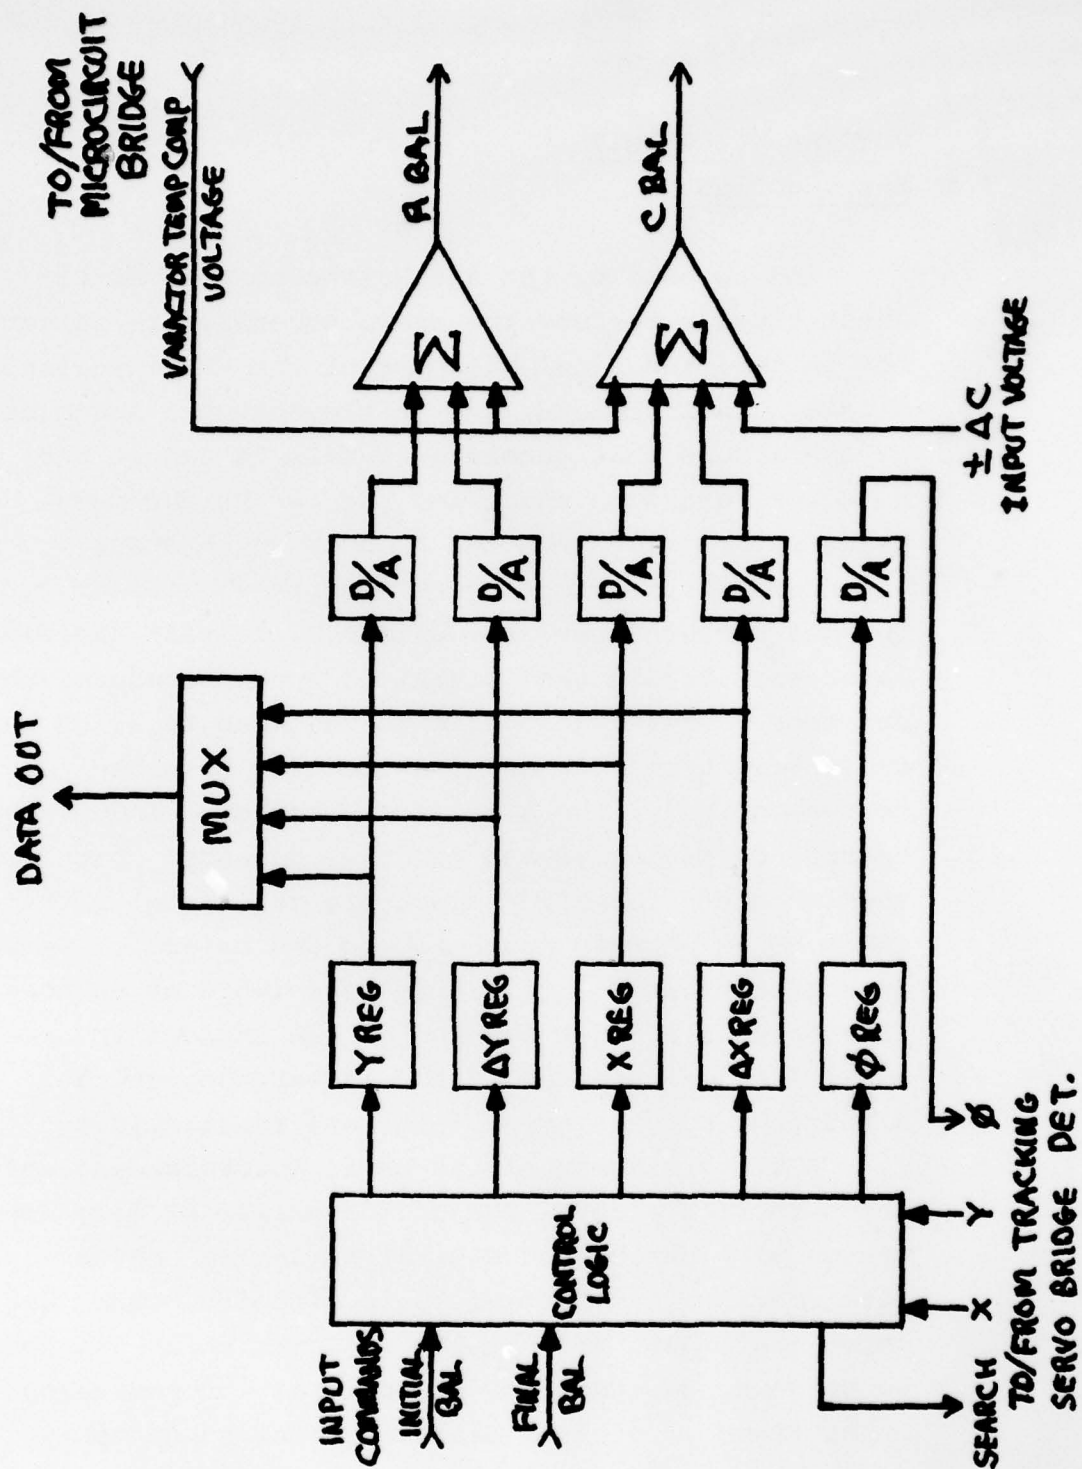 TO/FROM
MICROCIRCUIT
BRIDGE
VARACTOR TEMP COMP
VOLTAGE
R BAL
C BAL
Σ
Σ
± Δ C
INPUT VOLTAGE
D/A
D/A
D/A
D/A
D/A
DATA OUT
MUX
Y REG
ΔY REG
X REG
ΔX REG
φ REG
INPUT
COMMANDS
INITIAL
BAL
FINAL
BAL
CONTROL
LOGIC
SEARCH
X
Y
φ
TO/FROM TRACKING
SERVO BRIDGE DET.